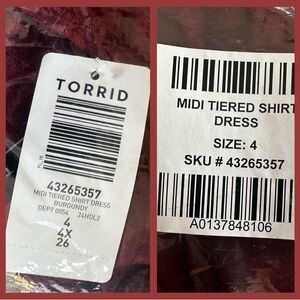 TORRID
43265357
MIDI TIERED SHIRT DRESS
BURGUNDY
DEPT 0054 24HOL2
4
4X
26
MIDI TIERED SHIRT
DRESS
SIZE: 4
SKU # 43265357
A0137848106